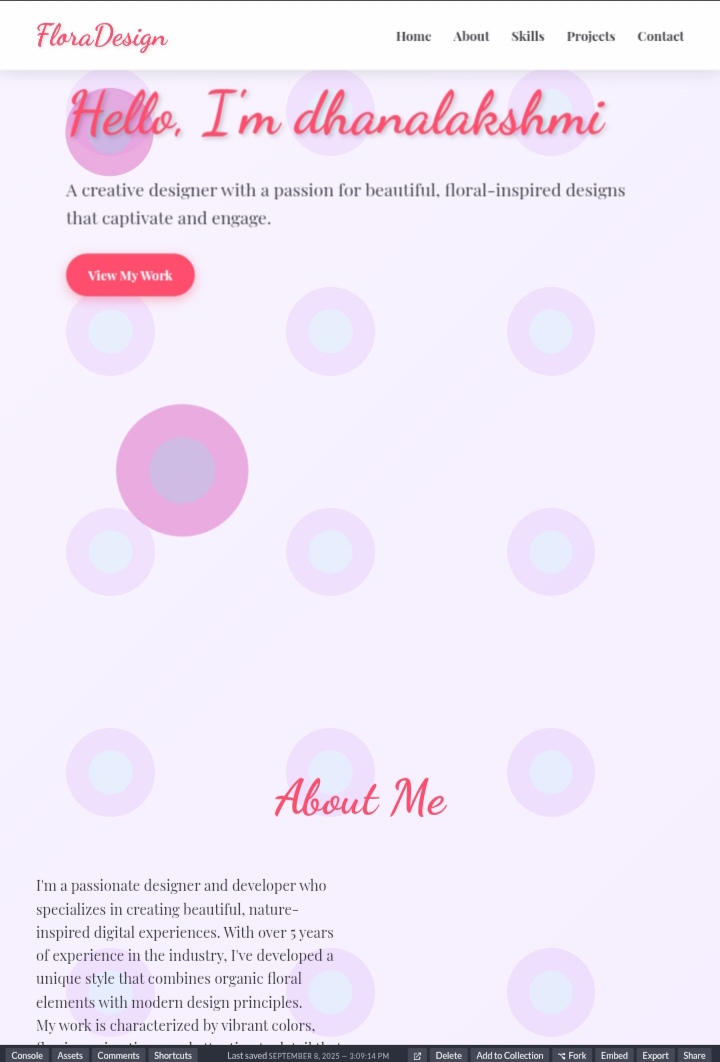 FloraDesign
Home About Skills Projects Contact
Hello, I'm dhanalakshmi
A creative designer with a passion for beautiful, floral-inspired designs
that captivate and engage.
View My Work
About Me
I'm a passionate designer and developer who
specializes in creating beautiful, nature-
inspired digital experiences. With over 5 years
of experience in the industry, I've developed a
unique style that combines organic floral
elements with modern design principles.
My work is characterized by vibrant colors,
Console Assets Comments Shortcuts Last saved SEPTEMBER 8, 2025 — 3:09:14 PM Delete Add to Collection Fork Embed Export Share